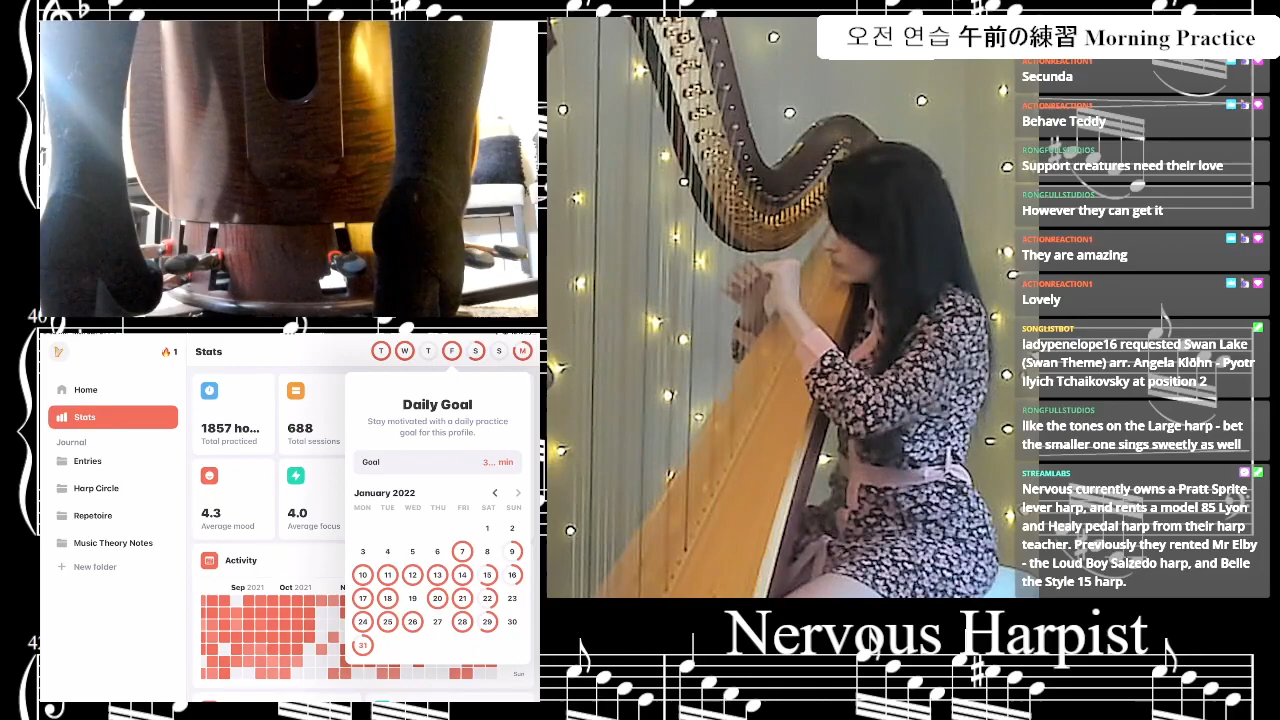 오전 연습 午前の練習 Morning Practice
ACTIONREACTION1
Secunda
ACTIONREACTION1
Behave Teddy
RONGFULLSTUDIOS
Support creatures need their love
RONGFULLSTUDIOS
However they can get it
ACTIONREACTION1
They are amazing
ACTIONREACTION1
Lovely
SONGLISTBOT
ladypenelope16 requested Swan Lake
(Swan Theme) arr. Angela Klöhn - Pyotr
Ilyich Tchaikovsky at position 2
RONGFULLSTUDIOS
like the tones on the Large harp - bet
the smaller one sings sweetly as well
STREAMLABS
Nervous currently owns a Pratt Sprite
lever harp, and rents a model 85 Lyon
and Healy pedal harp from their harp
teacher. Previously they rented Mr Elby
- the Loud Boy Salzedo harp, and Belle
the Style 15 harp.
1
Stats
T W T F S S M
Home
Stats
Journal
Entries
Harp Circle
Repetoire
Music Theory Notes
New folder
1857 ho...
Total practiced
688
Total sessions
4.3
Average mood
4.0
Average focus
Activity
Sep 2021 Oct 2021 N
Sun
Daily Goal
Stay motivated with a daily practice
goal for this profile.
Goal 3... min
January 2022
MON TUE WED THU FRI SAT SUN
1 2
3 4 5 6 7 8 9
10 11 12 13 14 15 16
17 18 19 20 21 22 23
24 25 26 27 28 29 30
31
Nervous Harpist